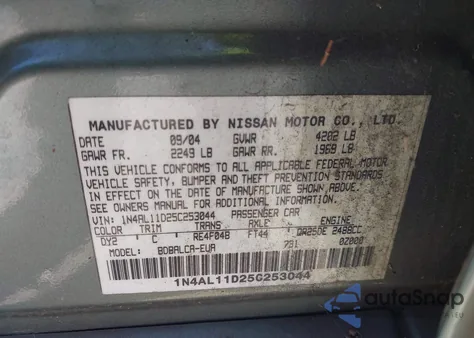 MANUFACTURED BY NISSAN MOTOR CO., LTD.
DATE 09/04 GVWR 4202 LB
GAWR FR. 2249 LB GAWR RR. 1969 LB
THIS VEHICLE CONFORMS TO ALL APPLICABLE FEDERAL MOTOR
VEHICLE SAFETY, BUMPER AND THEFT PREVENTION STANDARDS
IN EFFECT ON THE DATE OF MANUFACTURE SHOWN ABOVE.
SEE OWNERS MANUAL FOR ADDITIONAL INFORMATION.
VIN: 1N4AL11D25C253044 PASSENGER CAR
COLOR TRIM TRANS AXLE ENGINE
DY2 C RE4F04B FT44 QR25DE 2488CC
MODEL: BDBALCA-EUA 731 02000
1N4AL11D25C253044
autoSnap